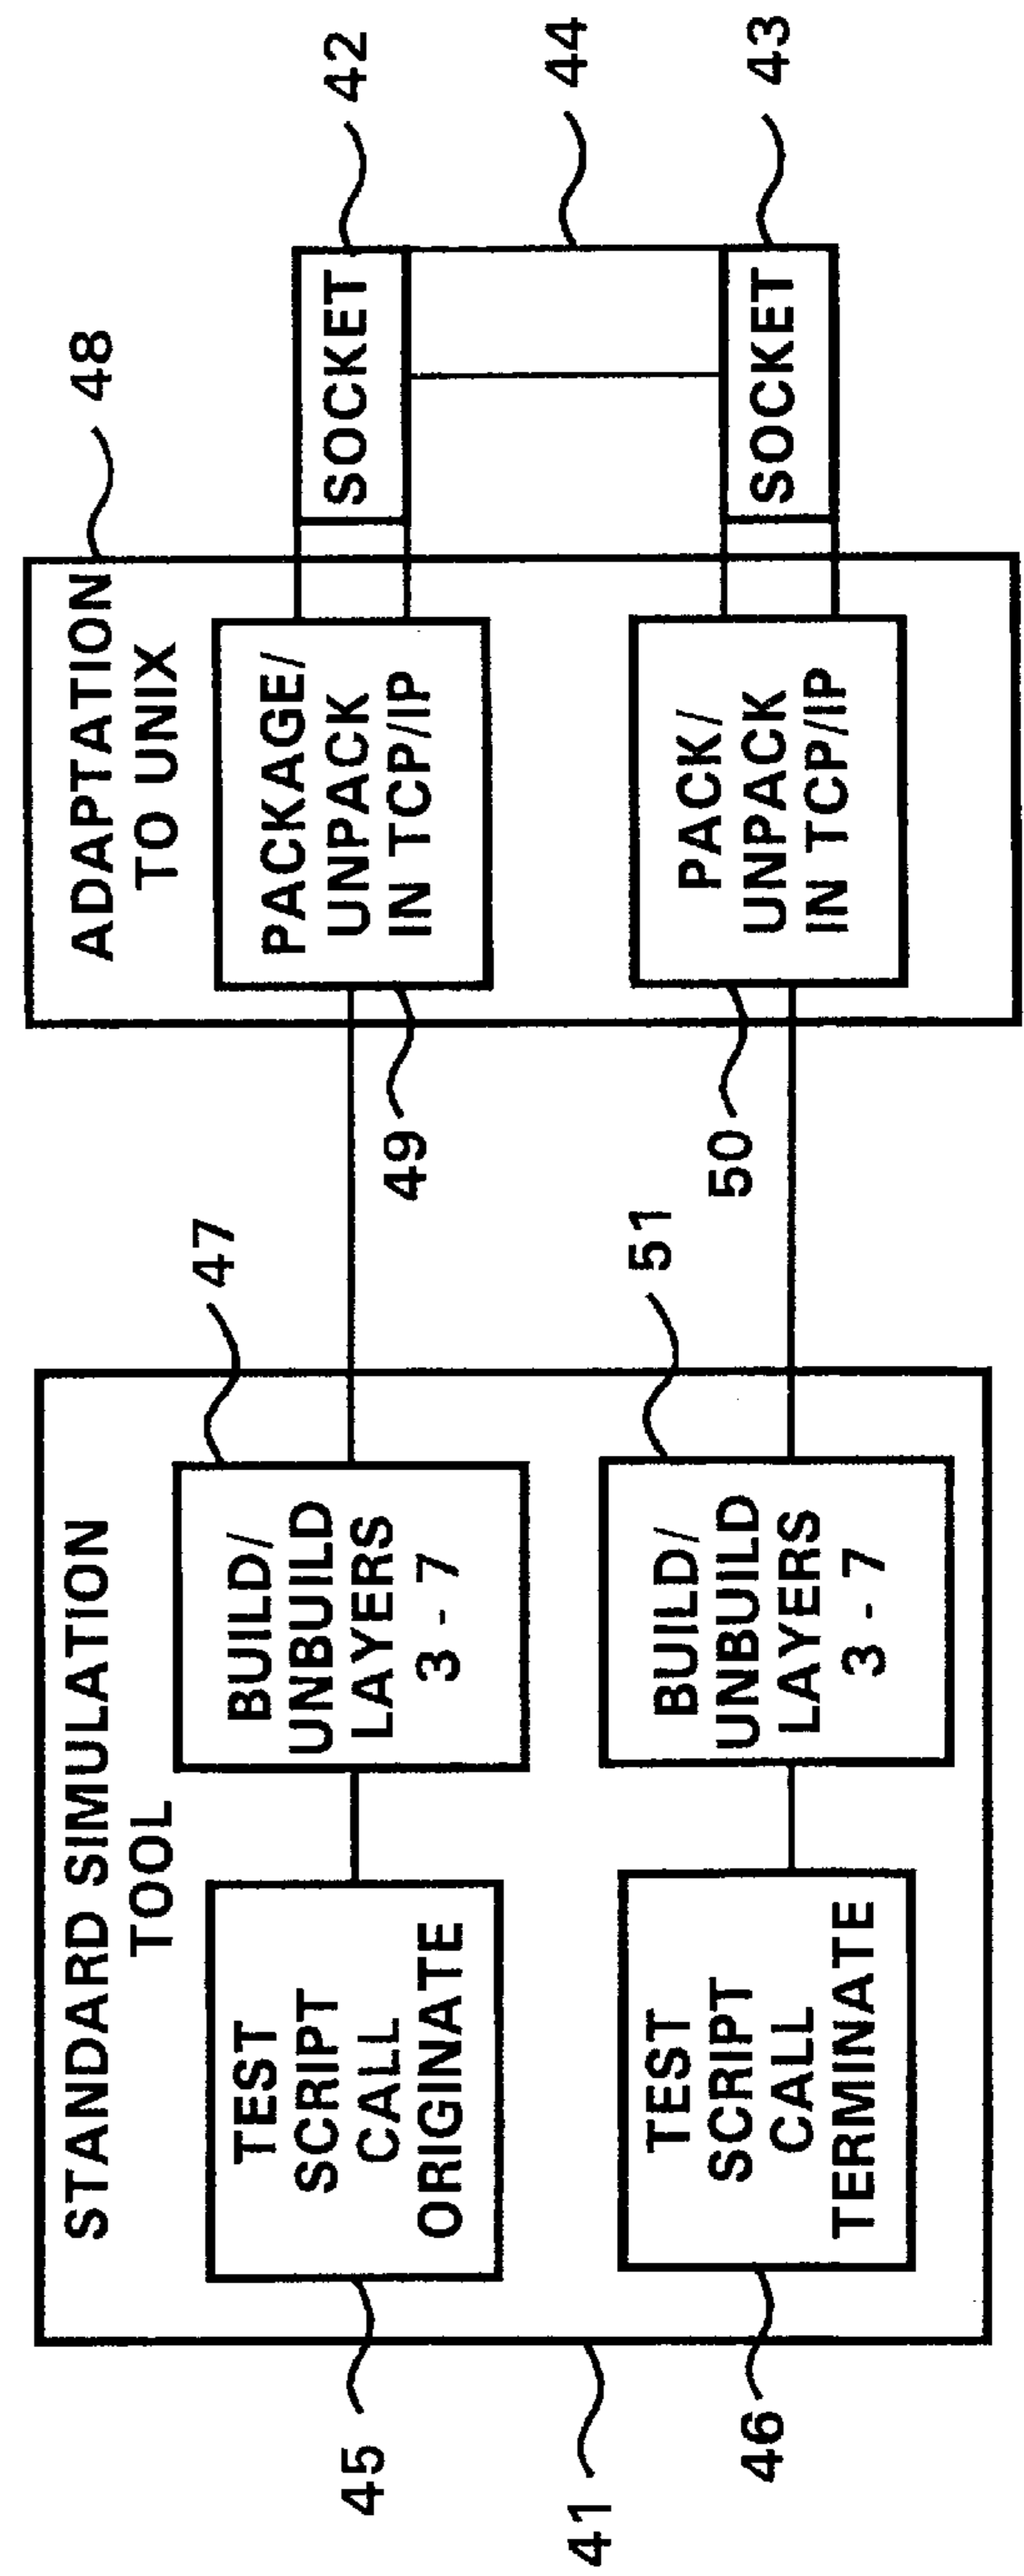 STANDARD SIMULATION
TOOL
45
TEST
SCRIPT
CALL
ORIGINATE
47
BUILD/
UNBUILD
LAYERS
3 - 7
46
TEST
SCRIPT
CALL
TERMINATE
51
BUILD/
UNBUILD
LAYERS
3 - 7
41
48
ADAPTATION
TO UNIX
49
PACKAGE/
UNPACK
IN TCP/IP
50
PACK/
UNPACK
IN TCP/IP
SOCKET
42
44
SOCKET
43